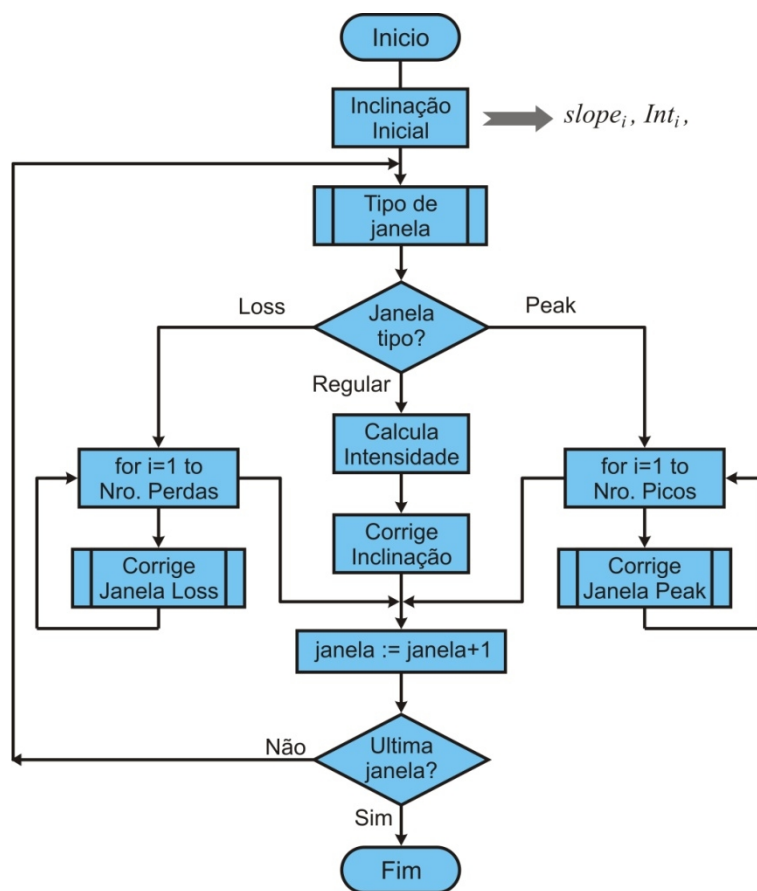 Inicio
Inclinação
Inicial
slopeᵢ, Intᵢ,
Tipo de
janela
Loss
Janela
tipo?
Peak
Regular
Calcula
Intensidade
for i=1 to
Nro. Perdas
for i=1 to
Nro. Picos
Corrige
Inclinação
Corrige
Janela Loss
Corrige
Janela Peak
janela := janela+1
Não
Ultima
janela?
Sim
Fim